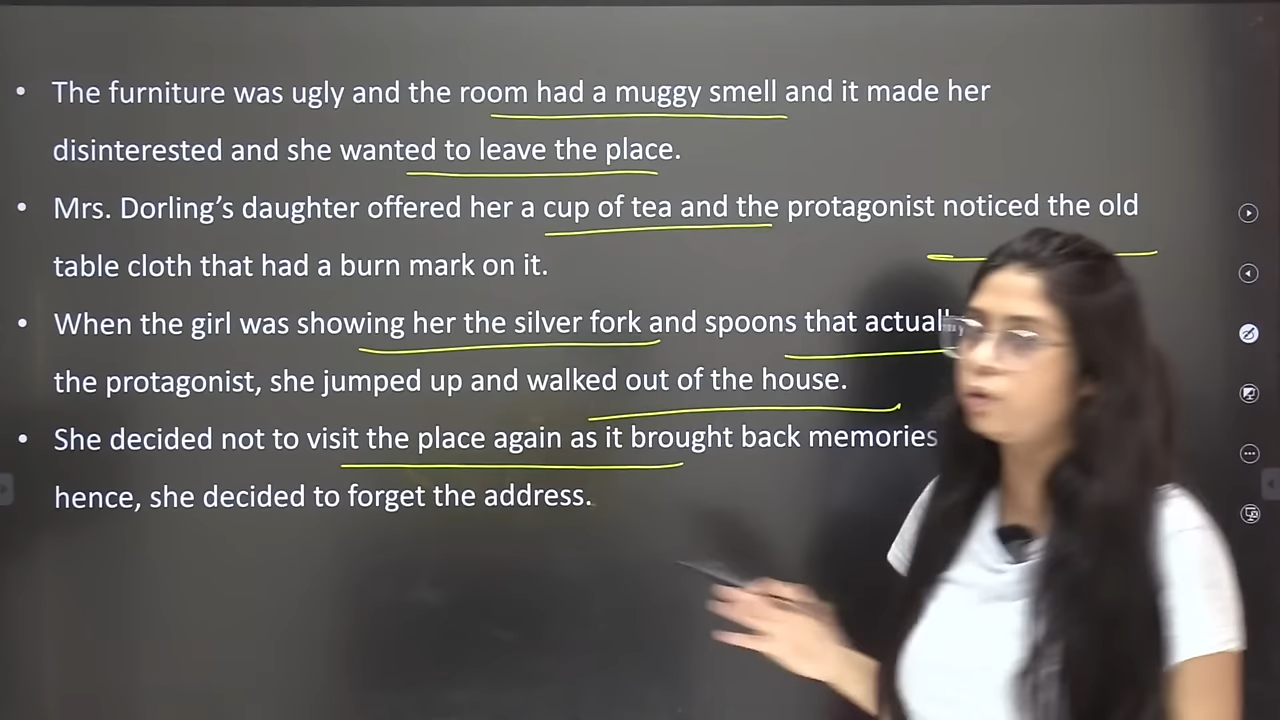 • The furniture was ugly and the room had a muggy smell and it made her
disinterested and she wanted to leave the place.
• Mrs. Dorling’s daughter offered her a cup of tea and the protagonist noticed the old
table cloth that had a burn mark on it.
• When the girl was showing her the silver fork and spoons that
the protagonist, she jumped up and walked out of the house.
• She decided not to visit the place again as it brought back memories
hence, she decided to forget the address.